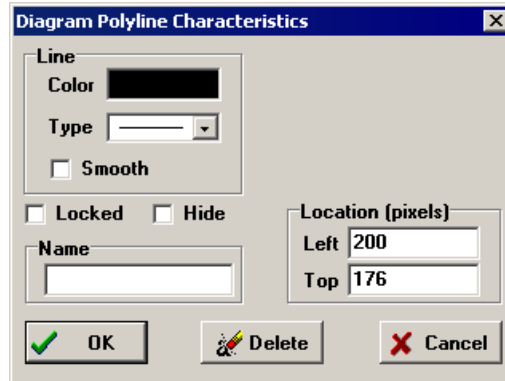 Diagram Polyline Characteristics
Line
Color
Type
Smooth
Locked Hide
Name
Location (pixels)
Left 200
Top 176
OK Delete Cancel